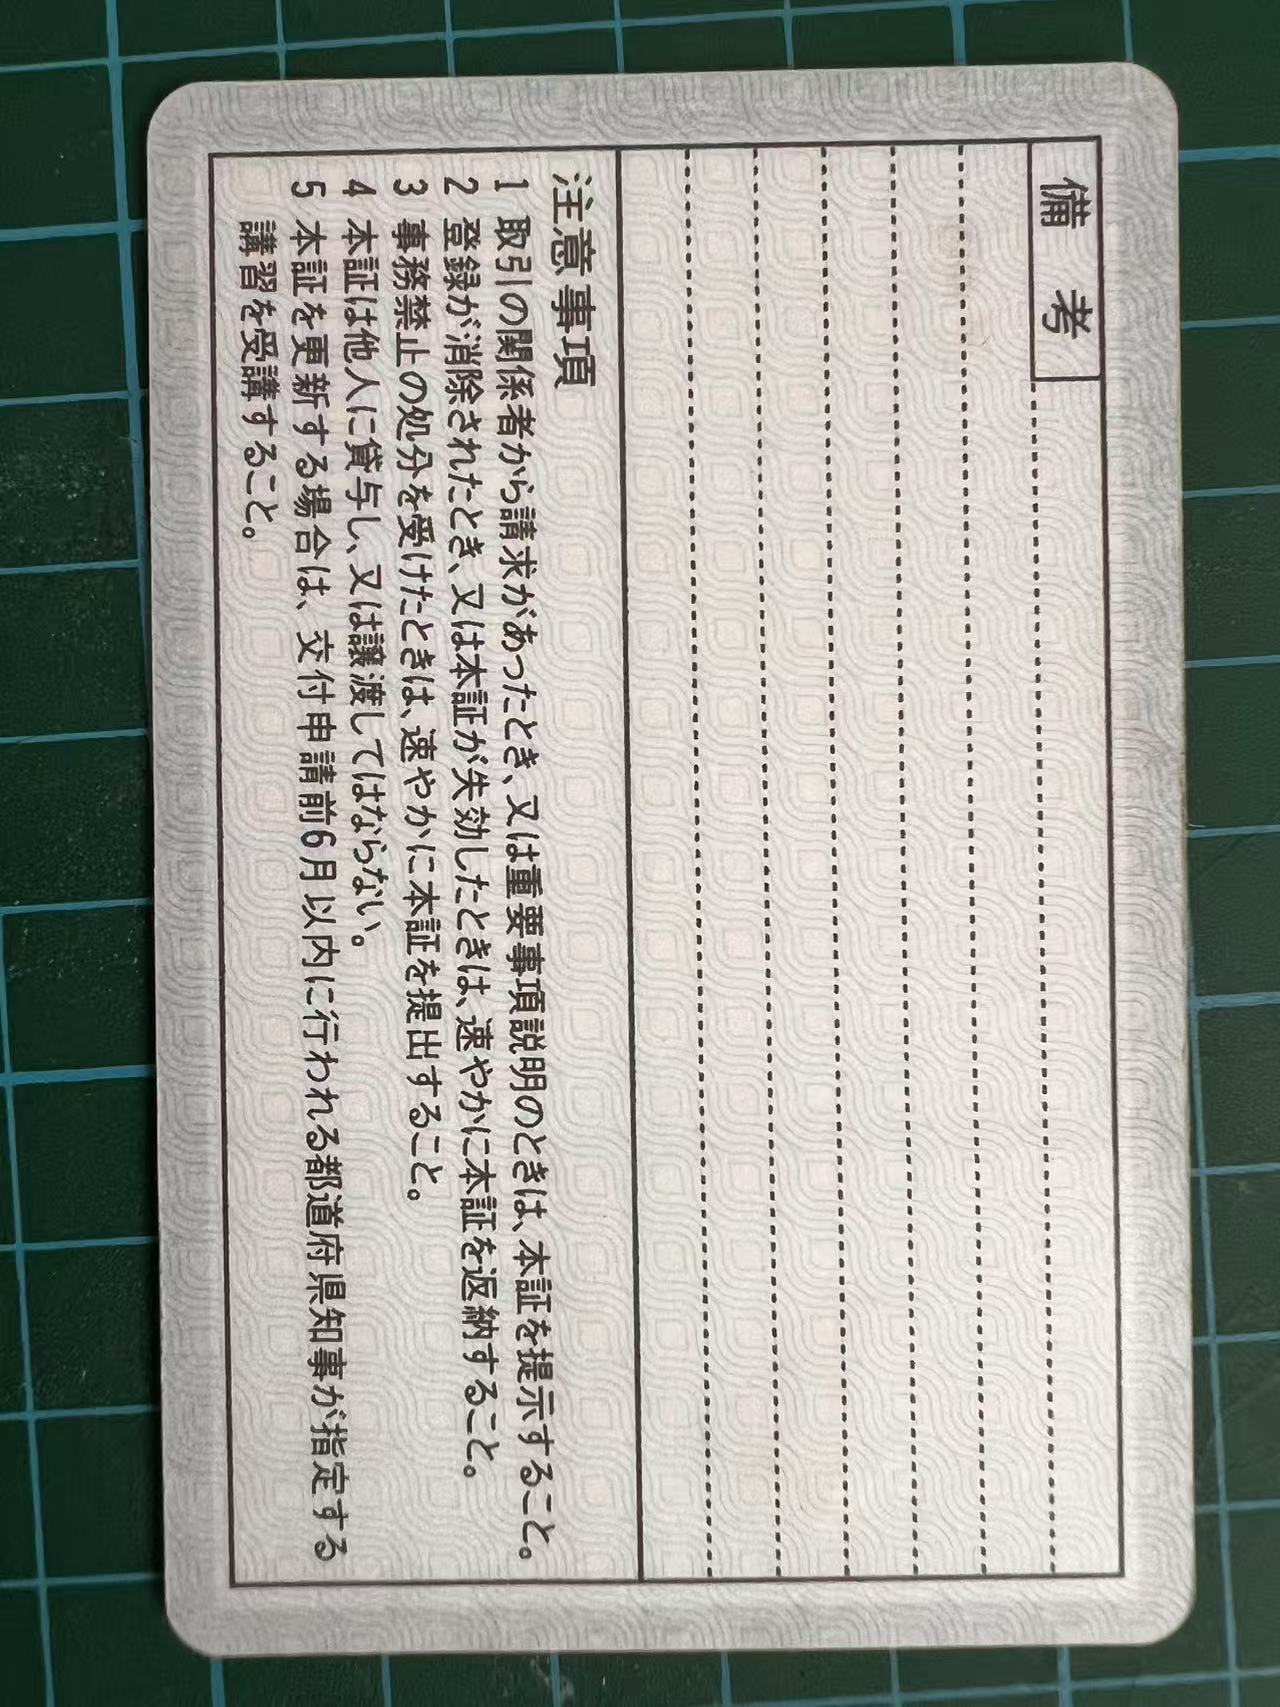 備考
注意事項
1 取引の関係者から請求があったとき、又は重要事項説明のときは、本証を提示すること。
2 登録が消除されたとき、又は本証が失効したときは、速やかに本証を返納すること。
3 事務禁止の処分を受けたときは、速やかに本証を提出すること。
4 本証は他人に貸与し、又は譲渡してはならない。
5 本証を更新する場合は、交付申請前6月以内に行われる都道府県知事が指定する
講習を受講すること。